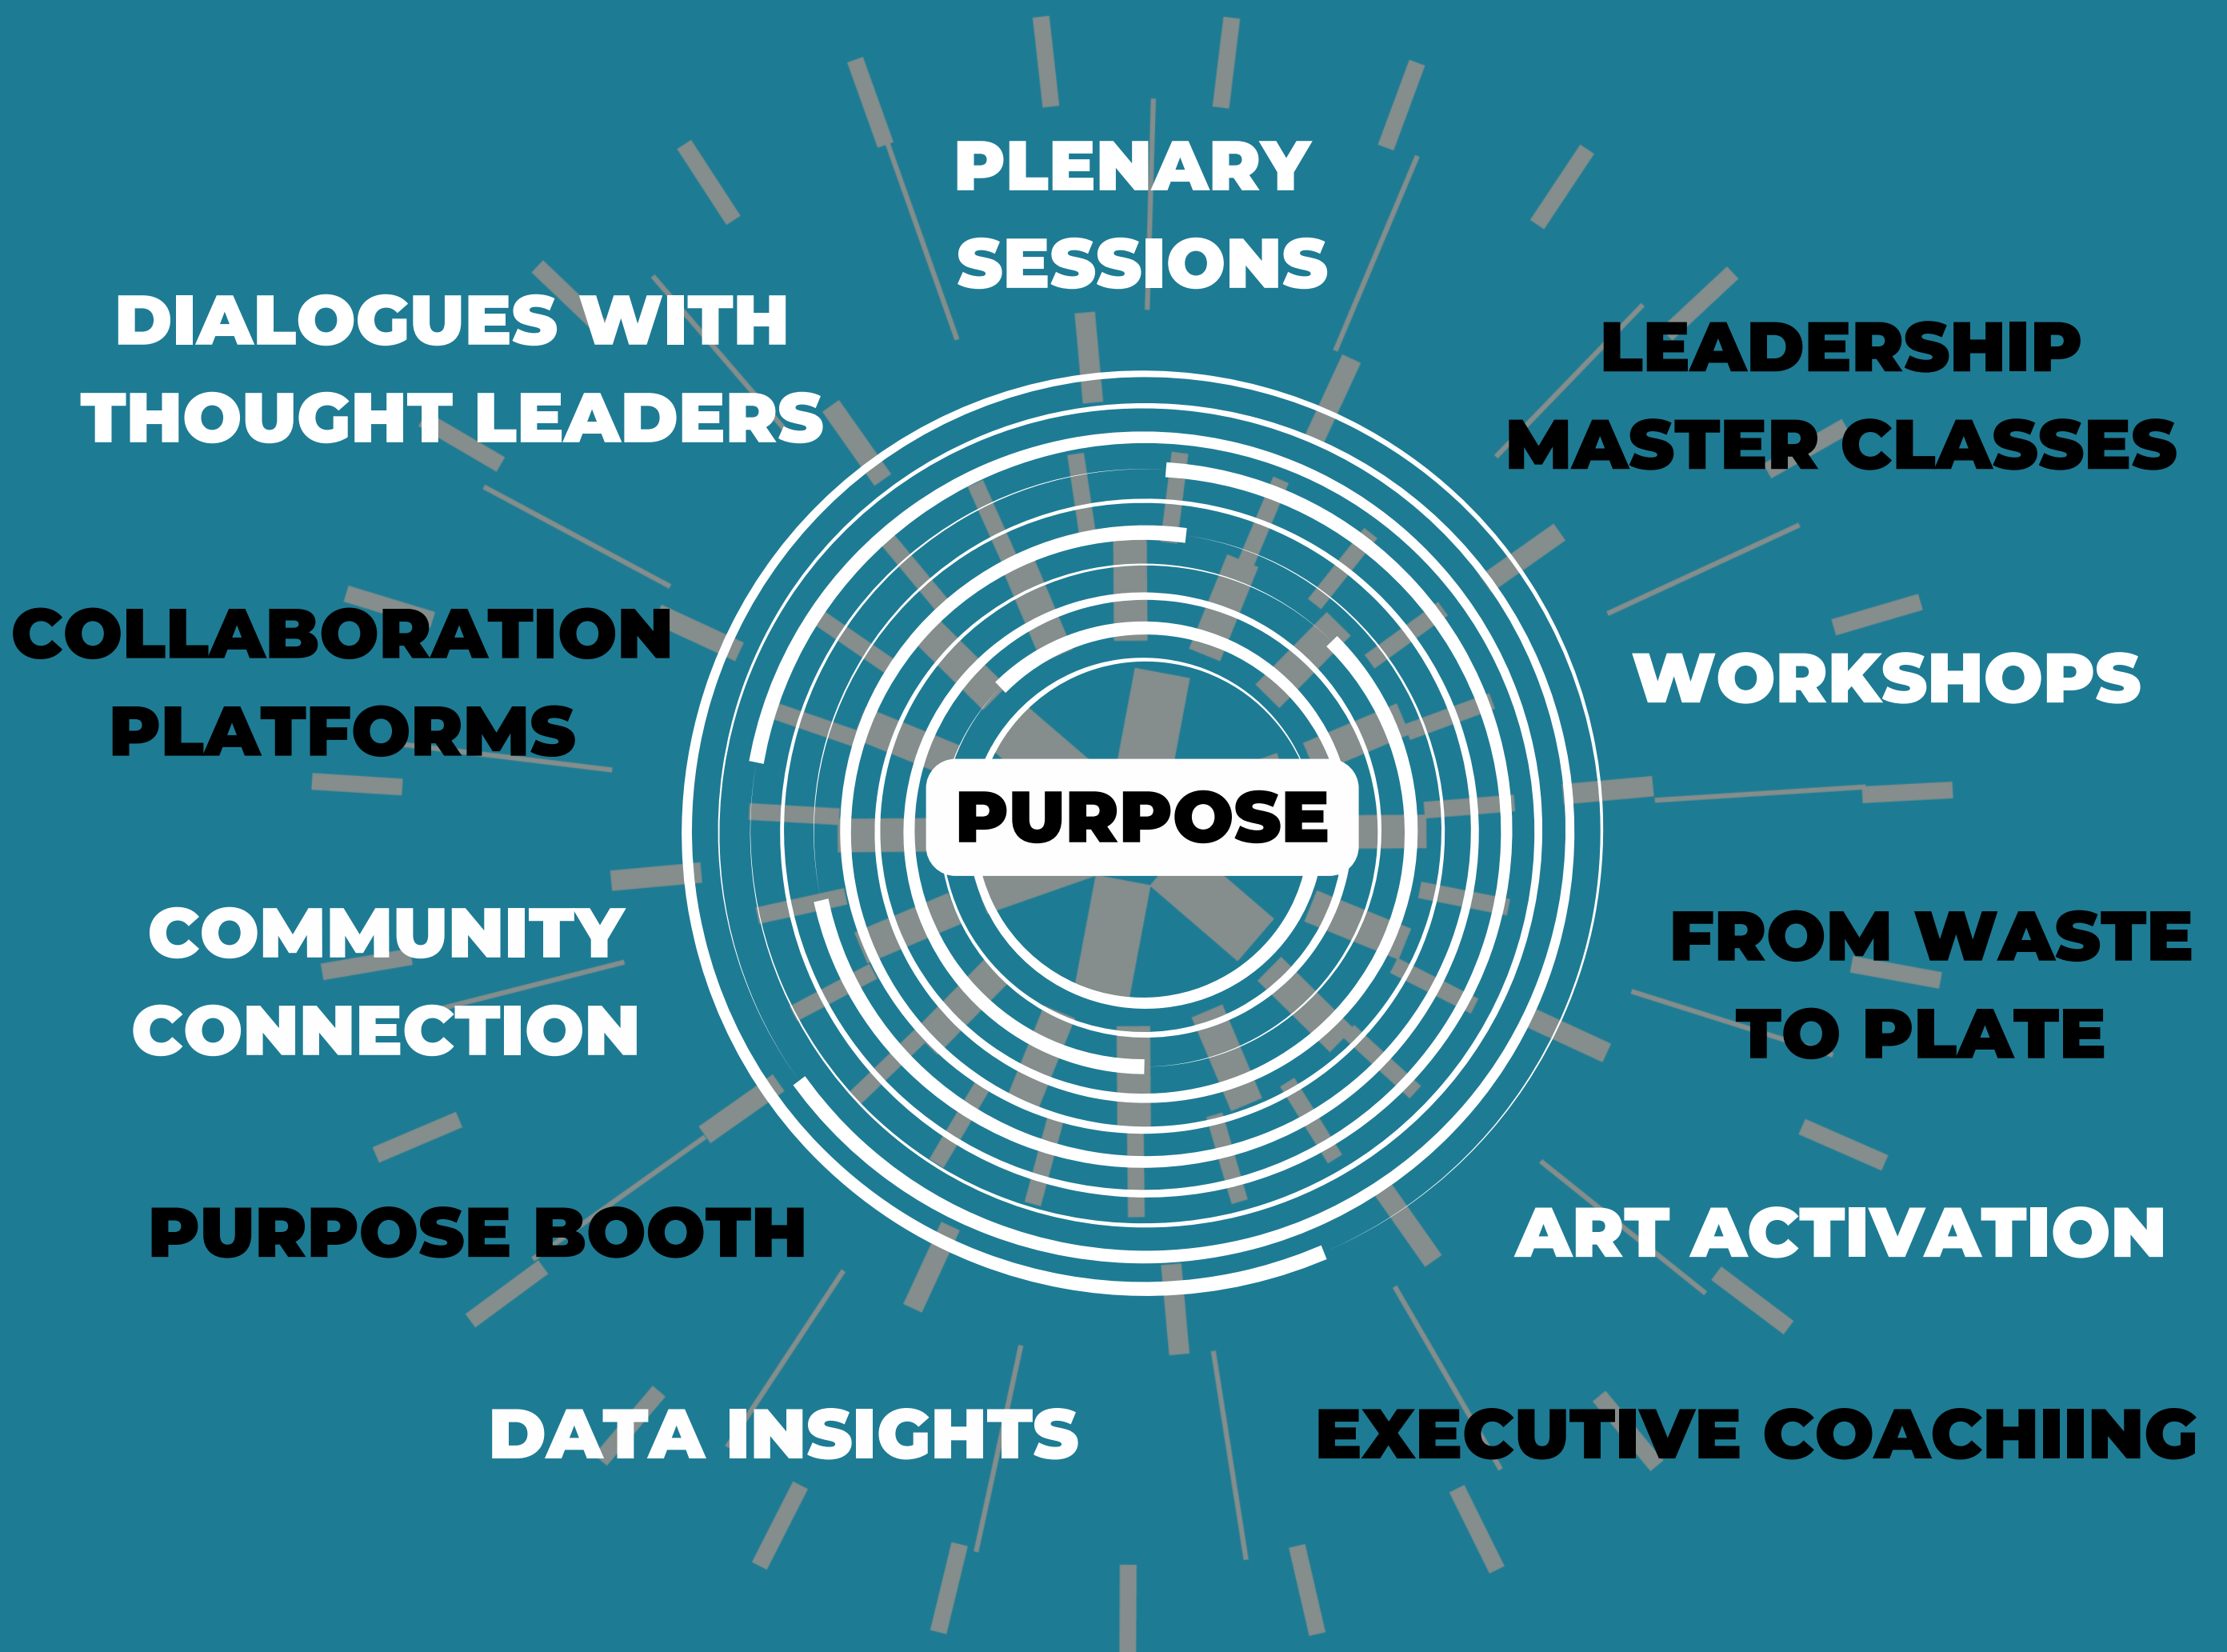 PLENARY
SESSIONS
DIALOGUES WITH
THOUGHT LEADERS
LEADERSHIP
MASTER CLASSES
COLLABORATION
PLATFORMS
WORKSHOPS
PURPOSE
COMMUNITY
CONNECTION
FROM WASTE
TO PLATE
PURPOSE BOOTH
ART ACTIVATION
DATA INSIGHTS
EXECUTIVE COACHIING